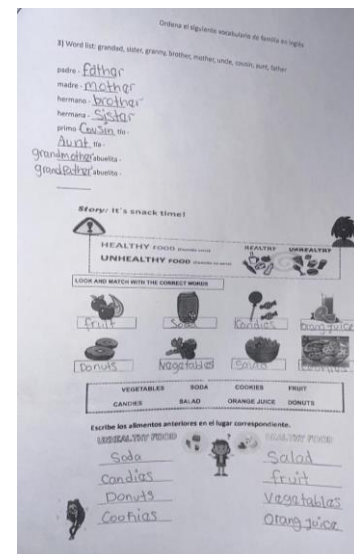 Ordena el siguiente vocabulario de familia en inglés
3) Word list: grandad, sister, granny, brother, mother, uncle, cousin, aunt, father
padre - father
madre - mother
hermano - brother
hermana - Sister
primo Cousin tío -
Aunt tía -
grandmother abuelita -
grandfather abuelito -
Story: It's snack time!
HEALTHY FOOD
UNHEALTHY FOOD
HEALTHY UNHEALTHY
LOOK AND MATCH WITH THE CORRECT WORDS
fruit Soda Candies Orang juice
Donuts Vegetables Salad
VEGETABLES SODA COOKIES FRUIT
CANDIES SALAD ORANGE JUICE DONUTS
Escribe los alimentos anteriores en el lugar correspondiente.
UNHEALTHY FOOD HEALTHY FOOD
Soda Salad
Candies fruit
Donuts Vegetables
Cookies Orang juice